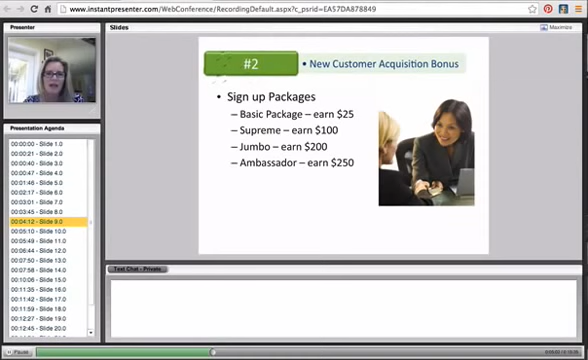 www.instantpresenter.com/WebConference/RecordingDefault.aspx?c_psrid=EA57DA878849
Presenter
Slides
Maximize
#2
• New Customer Acquisition Bonus
• Sign up Packages
– Basic Package – earn $25
– Supreme – earn $100
– Jumbo – earn $200
– Ambassador – earn $250
Presentation Agenda
00:00:00 - Slide 1.0
00:00:21 - Slide 2.0
00:00:40 - Slide 3.0
00:00:47 - Slide 4.0
00:01:46 - Slide 5.0
00:02:17 - Slide 6.0
00:03:01 - Slide 7.0
00:03:45 - Slide 8.0
00:04:12 - Slide 9.0
00:05:10 - Slide 10.0
00:05:49 - Slide 11.0
00:06:44 - Slide 12.0
00:07:50 - Slide 13.0
00:07:58 - Slide 14.0
00:09:06 - Slide 15.0
00:11:35 - Slide 16.0
00:11:36 - Slide 17.0
00:11:59 - Slide 18.0
00:12:27 - Slide 19.0
00:12:45 - Slide 20.0
Text Chat - Private
Pause